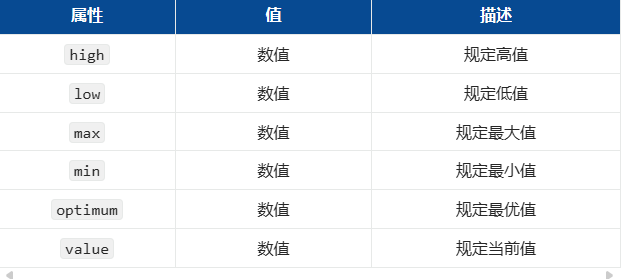 属性 值 描述
high 数值 规定高值
low 数值 规定低值
max 数值 规定最大值
min 数值 规定最小值
optimum 数值 规定最优值
value 数值 规定当前值